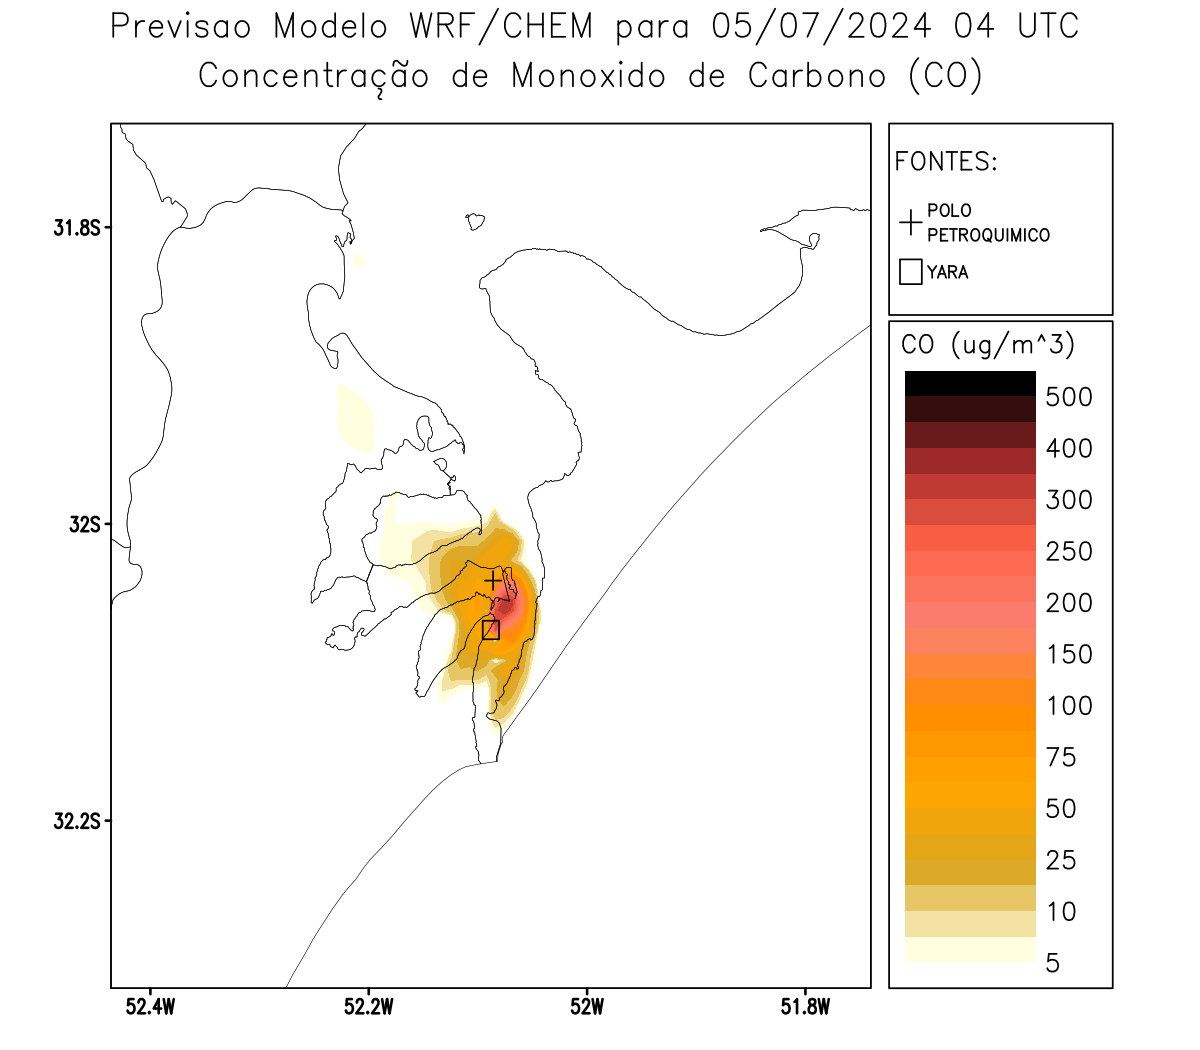 Previsao Modelo WRF/CHEM para 05/07/2024 04 UTC
Concentração de Monoxido de Carbono (CO)
FONTES:
POLO
PETROQUIMICO
YARA
31.8S
32S
32.2S
52.4W
52.2W
52W
51.8W
CO (ug/m^3)
500
400
300
250
200
150
100
75
50
25
10
5